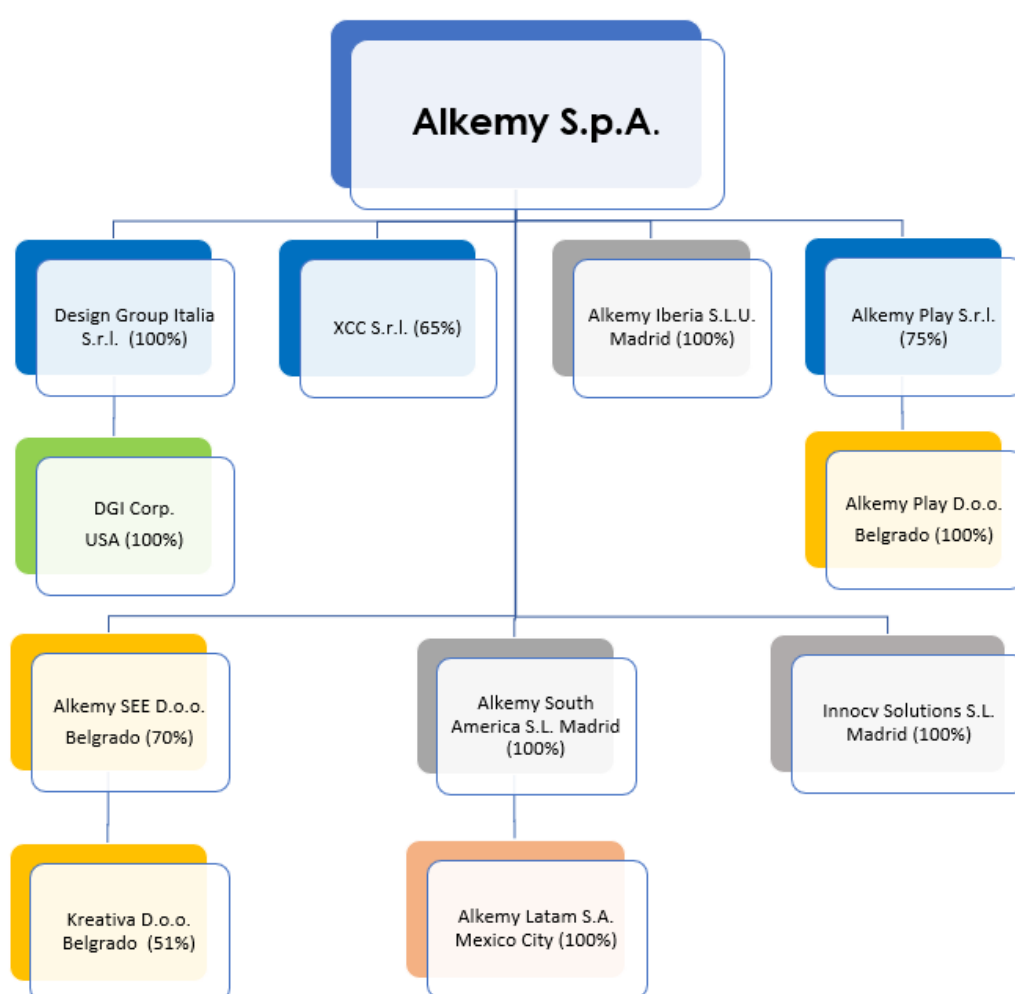 Alkemy S.p.A.
Design Group Italia
S.r.l. (100%)
XCC S.r.l. (65%)
Alkemy Iberia S.L.U.
Madrid (100%)
Alkemy Play S.r.l.
(75%)
DGI Corp.
USA (100%)
Alkemy Play D.o.o.
Belgrado (100%)
Alkemy SEE D.o.o.
Belgrado (70%)
Alkemy South
America S.L. Madrid
(100%)
Innocv Solutions S.L.
Madrid (100%)
Kreativa D.o.o.
Belgrado (51%)
Alkemy Latam S.A.
Mexico City (100%)